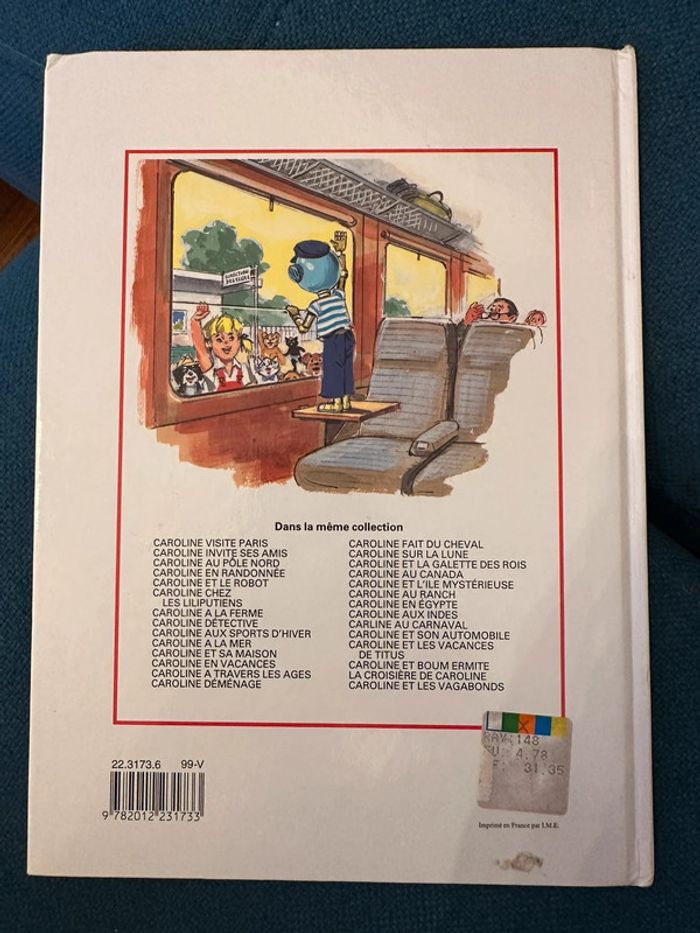 DIRECTION
BRETAGNE
Dans la même collection
CAROLINE VISITE PARIS
CAROLINE INVITE SES AMIS
CAROLINE AU PÔLE NORD
CAROLINE EN RANDONNÉE
CAROLINE ET LE ROBOT
CAROLINE CHEZ
LES LILIPUTIENS
CAROLINE A LA FERME
CAROLINE DÉTECTIVE
CAROLINE AUX SPORTS D'HIVER
CAROLINE A LA MER
CAROLINE ET SA MAISON
CAROLINE EN VACANCES
CAROLINE A TRAVERS LES AGES
CAROLINE DÉMÉNAGE
CAROLINE FAIT DU CHEVAL
CAROLINE SUR LA LUNE
CAROLINE ET LA GALETTE DES ROIS
CAROLINE AU CANADA
CAROLINE ET L'ILE MYSTÉRIEUSE
CAROLINE AU RANCH
CAROLINE EN ÉGYPTE
CAROLINE AUX INDES
CARLINE AU CARNAVAL
CAROLINE ET SON AUTOMOBILE
CAROLINE ET LES VACANCES
DE TITUS
CAROLINE ET BOUM ERMITE
LA CROISIÈRE DE CAROLINE
CAROLINE ET LES VAGABONDS
22.3173.6 99-V
9 782012 231733
RAY:148
EU: 4.78
F: 31.35
Imprimé en France par I.M.E.